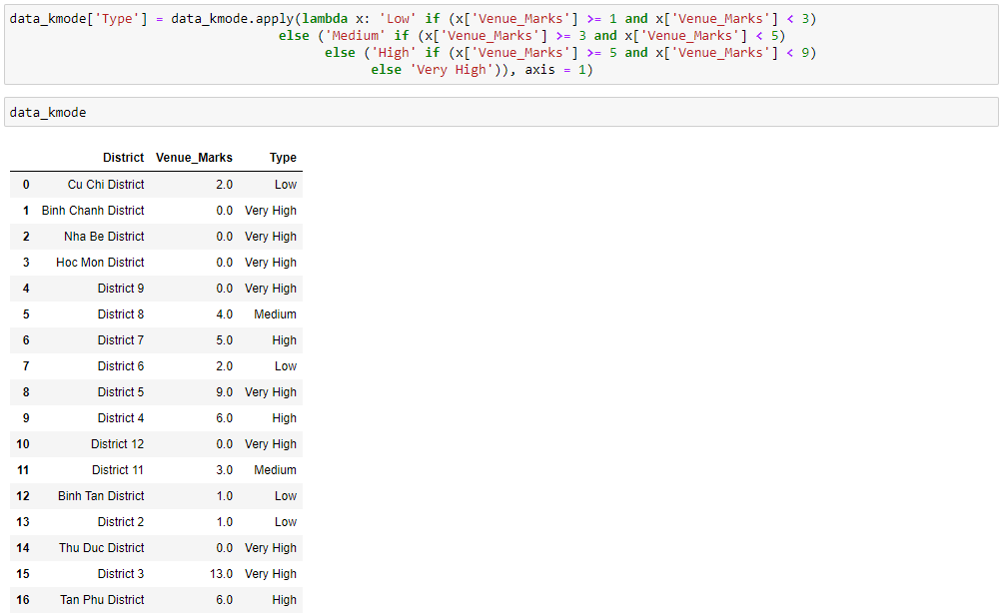 data_kmode['Type'] = data_kmode.apply(lambda x: 'Low' if (x['Venue_Marks'] >= 1 and x['Venue_Marks'] < 3)
else ('Medium' if (x['Venue_Marks'] >= 3 and x['Venue_Marks'] < 5)
else ('High' if (x['Venue_Marks'] >= 5 and x['Venue_Marks'] < 9)
else 'Very High')), axis = 1)
data_kmode
District Venue_Marks Type
0 Cu Chi District 2.0 Low
1 Binh Chanh District 0.0 Very High
2 Nha Be District 0.0 Very High
3 Hoc Mon District 0.0 Very High
4 District 9 0.0 Very High
5 District 8 4.0 Medium
6 District 7 5.0 High
7 District 6 2.0 Low
8 District 5 9.0 Very High
9 District 4 6.0 High
10 District 12 0.0 Very High
11 District 11 3.0 Medium
12 Binh Tan District 1.0 Low
13 District 2 1.0 Low
14 Thu Duc District 0.0 Very High
15 District 3 13.0 Very High
16 Tan Phu District 6.0 High